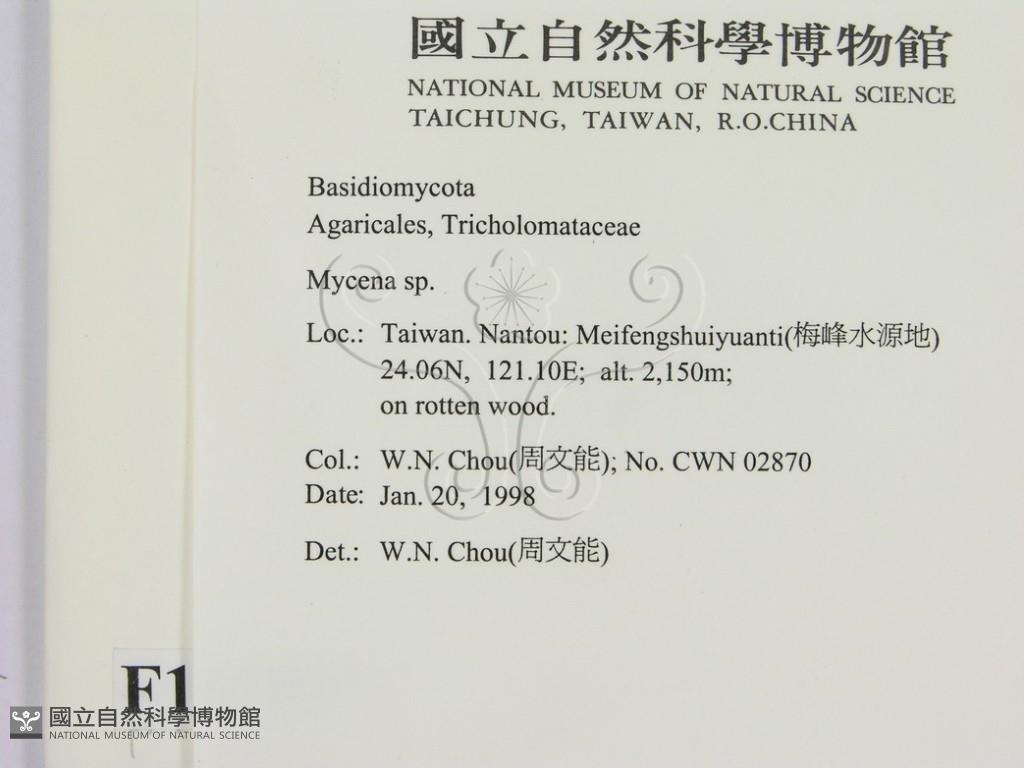 國立自然科學博物館
NATIONAL MUSEUM OF NATURAL SCIENCE
TAICHUNG, TAIWAN, R.O.CHINA
Basidiomycota
Agaricales, Tricholomataceae
Mycena sp.
Loc.: Taiwan. Nantou: Meifengshuiyuanti(梅峰水源地)
24.06N, 121.10E; alt. 2,150m;
on rotten wood.
Col.: W.N. Chou(周文能); No. CWN 02870
Date: Jan. 20, 1998
Det.: W.N. Chou(周文能)
F1
國立自然科學博物館
NATIONAL MUSEUM OF NATURAL SCIENCE